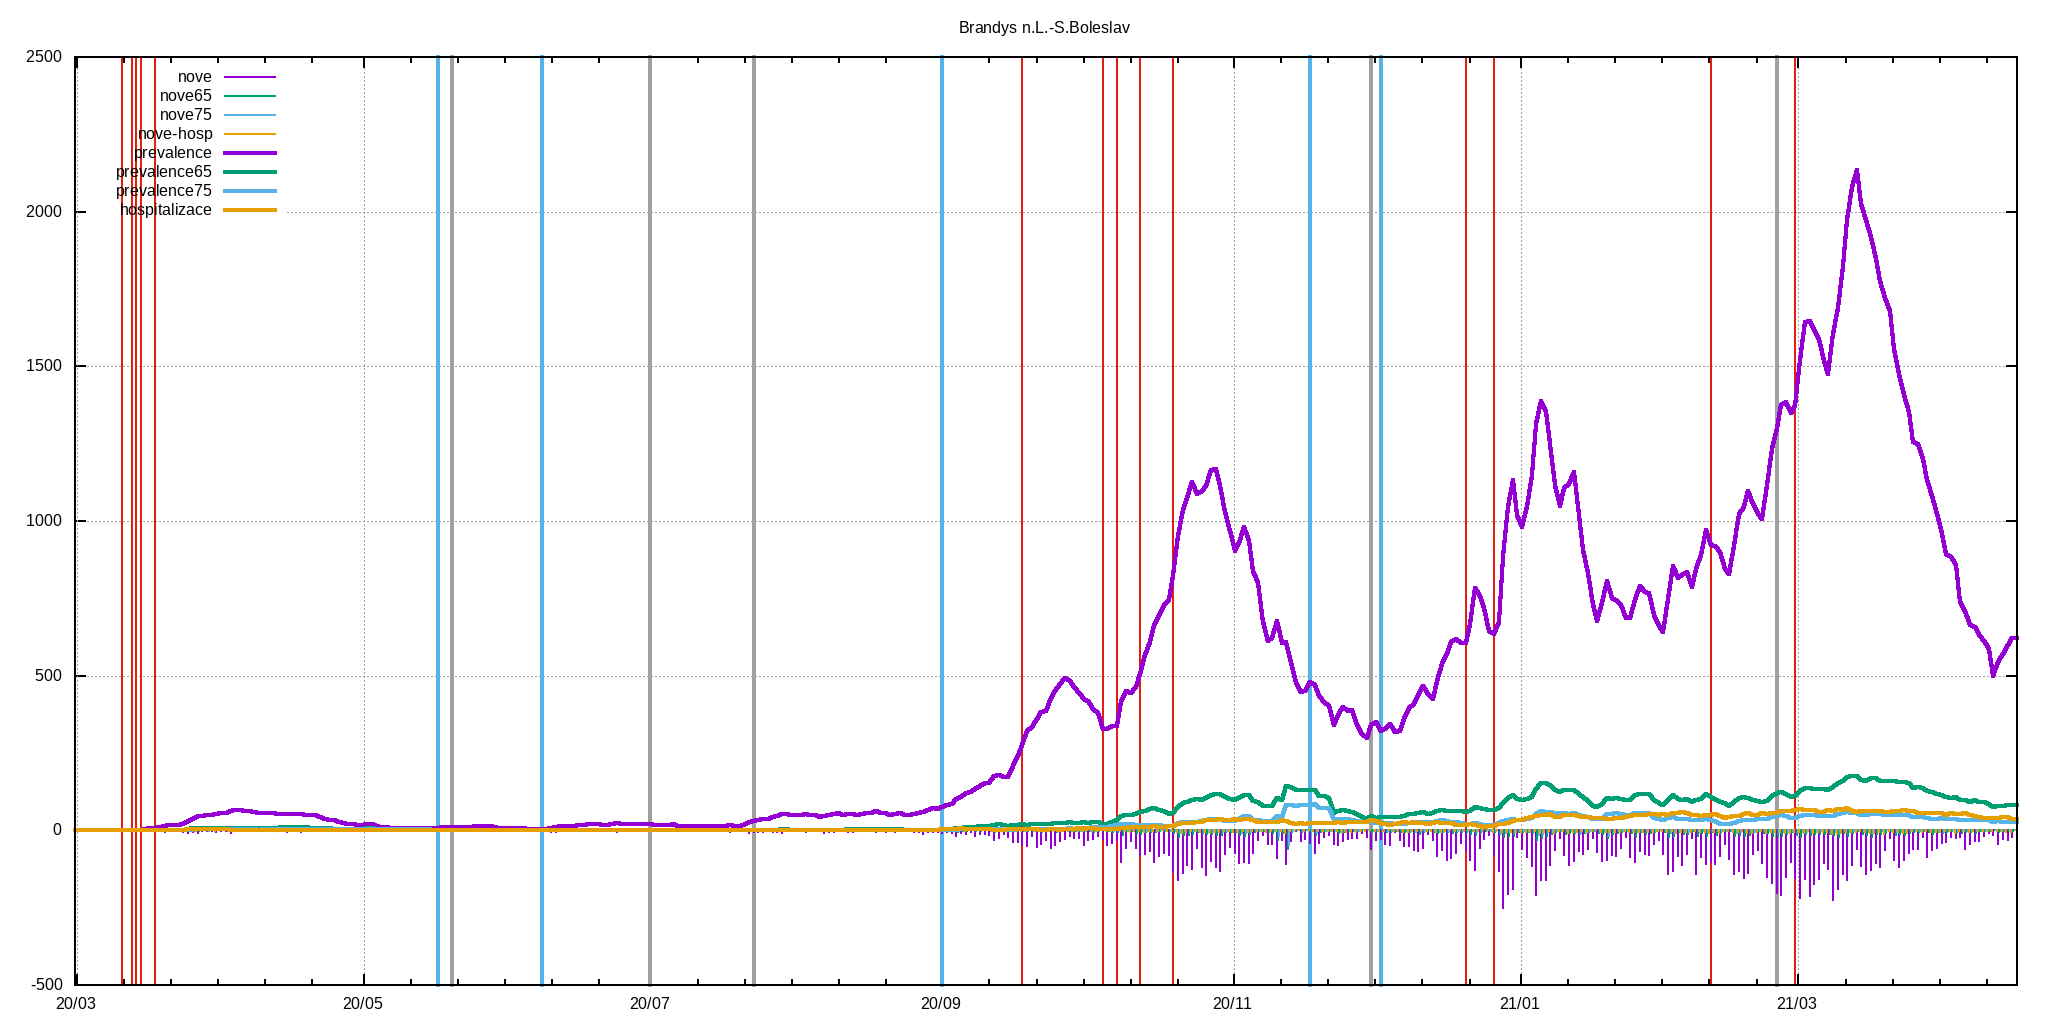 Brandys n.L.-S.Boleslav
2500
2000
1500
1000
500
0
-500
nove
nove65
nove75
nove-hosp
prevalence
prevalence65
prevalence75
hospitalizace
20/03 20/05 20/07 20/09 20/11 21/01 21/03